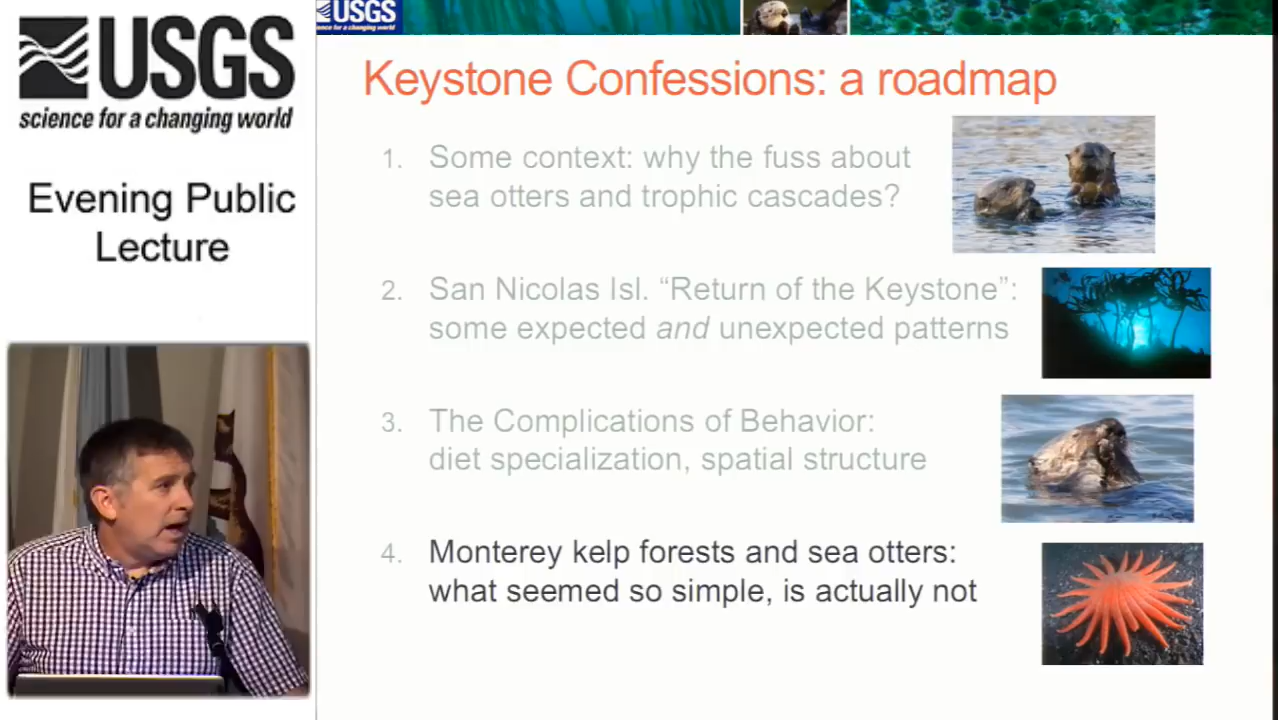 USGS
science for a changing world
Evening Public
Lecture
USGS
science for a changing world
Keystone Confessions: a roadmap
1. Some context: why the fuss about
sea otters and trophic cascades?
2. San Nicolas Isl. “Return of the Keystone”:
some expected and unexpected patterns
3. The Complications of Behavior:
diet specialization, spatial structure
4. Monterey kelp forests and sea otters:
what seemed so simple, is actually not